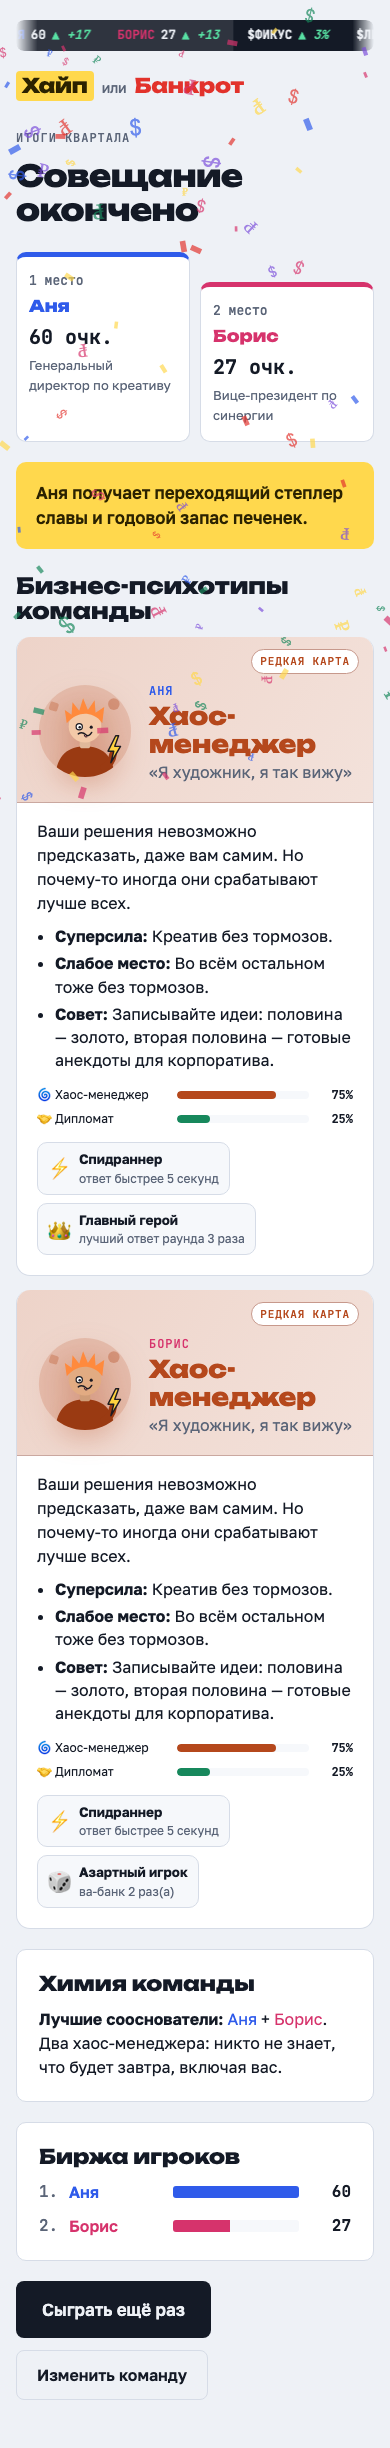 60 ▲ +17 БОРИС 27 ▲ +13 $ФИКУС ▲ 3%
Хайп или Банкрот
ИТОГИ КВАРТАЛА
Совещание
окончено
1 место
Аня
60 очк.
Генеральный
директор по креативу
2 место
Борис
27 очк.
Вице-президент по
синергии
Аня получает переходящий степлер
славы и годовой запас печенек.
Бизнес-психотипы
команды
РЕДКАЯ КАРТА
АНЯ
Хаос-
менеджер
«Я художник, я так вижу»
Ваши решения невозможно
предсказать, даже вам самим. Но
почему-то иногда они срабатывают
лучше всех.
• Суперсила: Креатив без тормозов.
• Слабое место: Во всём остальном
тоже без тормозов.
• Совет: Записывайте идеи: половина
— золото, вторая половина — готовые
анекдоты для корпоратива.
Хаос-менеджер 75%
Дипломат 25%
Спидраннер
ответ быстрее 5 секунд
Главный герой
лучший ответ раунда 3 раза
РЕДКАЯ КАРТА
БОРИС
Хаос-
менеджер
«Я художник, я так вижу»
Ваши решения невозможно
предсказать, даже вам самим. Но
почему-то иногда они срабатывают
лучше всех.
• Суперсила: Креатив без тормозов.
• Слабое место: Во всём остальном
тоже без тормозов.
• Совет: Записывайте идеи: половина
— золото, вторая половина — готовые
анекдоты для корпоратива.
Хаос-менеджер 75%
Дипломат 25%
Спидраннер
ответ быстрее 5 секунд
Азартный игрок
ва-банк 2 раз(а)
Химия команды
Лучшие сооснователи: Аня + Борис.
Два хаос-менеджера: никто не знает,
что будет завтра, включая вас.
Биржа игроков
1. Аня 60
2. Борис 27
Сыграть ещё раз
Изменить команду